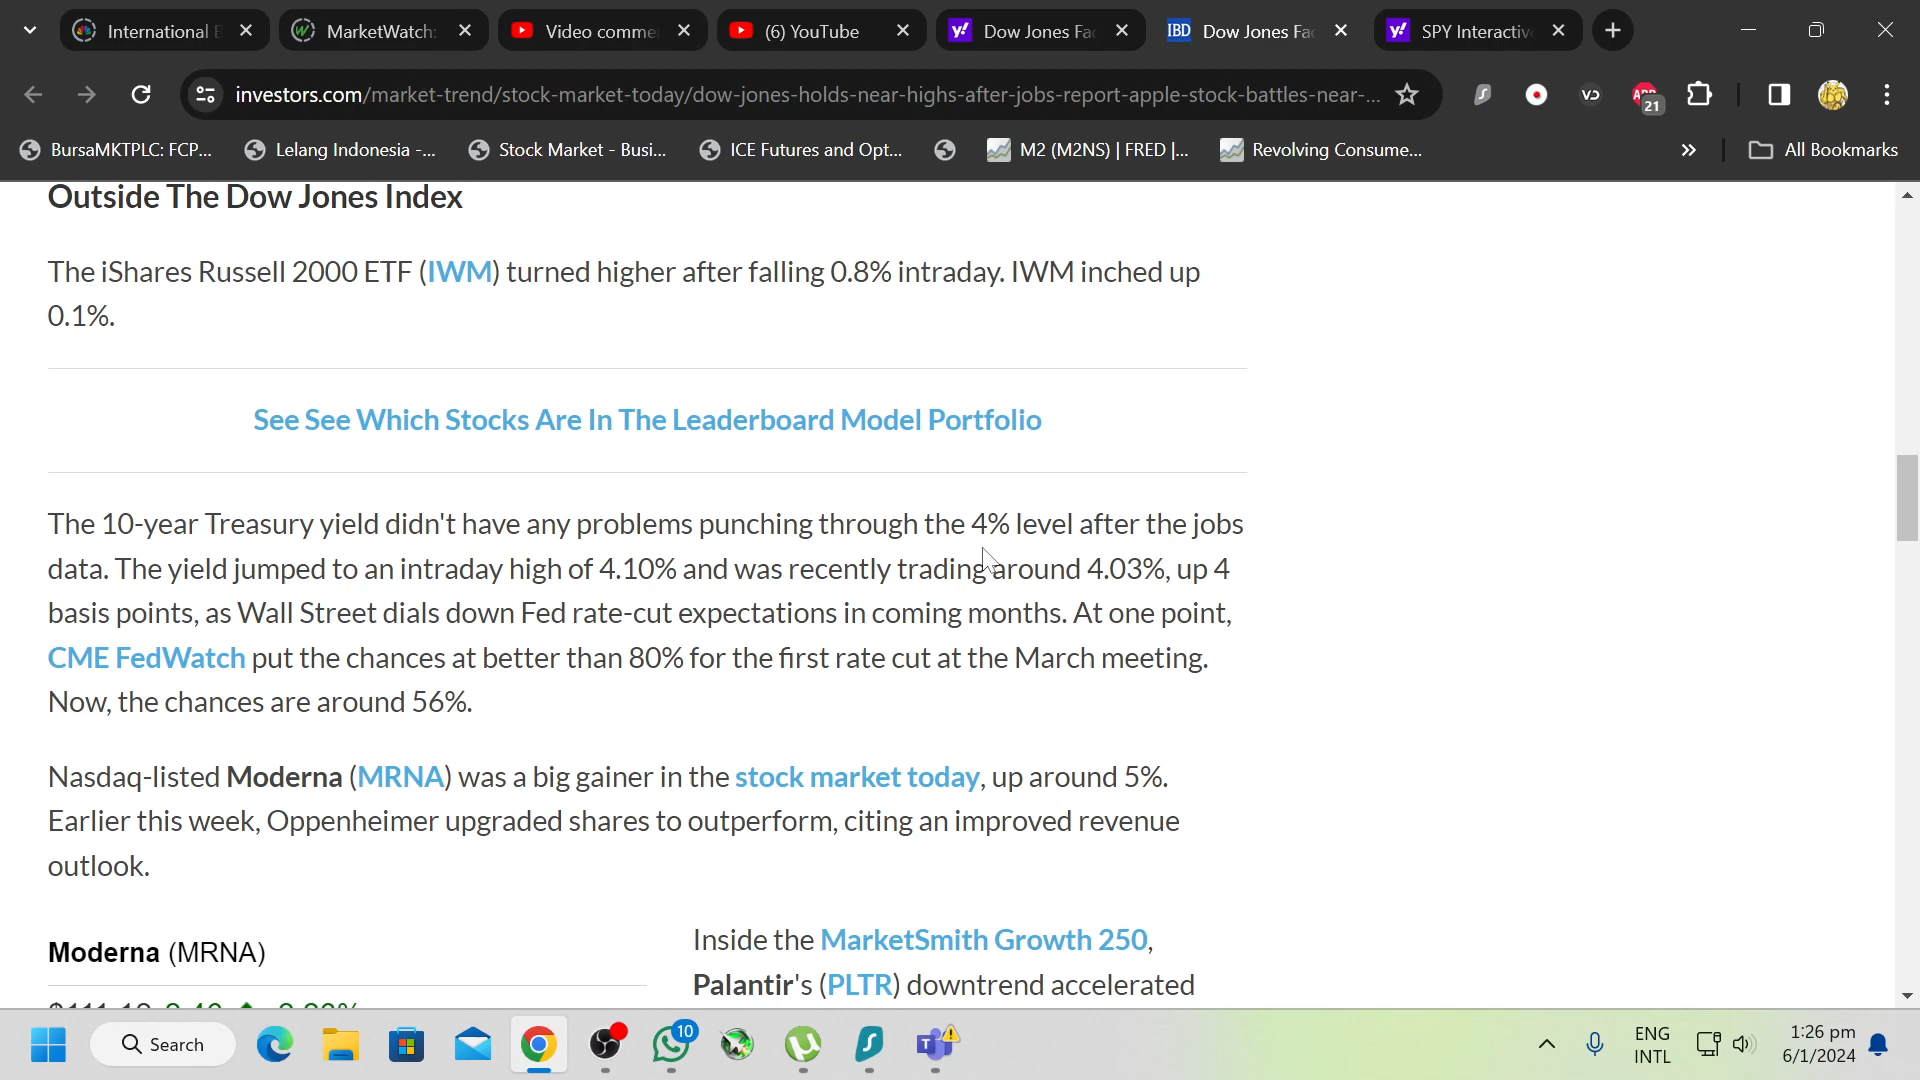 International
MarketWatch:
Video comme
(6) YouTube
Dow Jones Fa
IBD
Dow Jones Fa
SPY Interactiv
investors.com/market-trend/stock-market-today/dow-jones-holds-near-highs-after-jobs-report-apple-stock-battles-near-...
21
BursaMKTPLC: FCP...
Lelang Indonesia -...
Stock Market - Busi...
ICE Futures and Opt...
M2 (M2NS) | FRED |...
Revolving Consume...
All Bookmarks
Outside The Dow Jones Index
The iShares Russell 2000 ETF (IWM) turned higher after falling 0.8% intraday. IWM inched up
0.1%.
See See Which Stocks Are In The Leaderboard Model Portfolio
The 10-year Treasury yield didn't have any problems punching through the 4% level after the jobs
data. The yield jumped to an intraday high of 4.10% and was recently trading around 4.03%, up 4
basis points, as Wall Street dials down Fed rate-cut expectations in coming months. At one point,
CME FedWatch put the chances at better than 80% for the first rate cut at the March meeting.
Now, the chances are around 56%.
Nasdaq-listed Moderna (MRNA) was a big gainer in the stock market today, up around 5%.
Earlier this week, Oppenheimer upgraded shares to outperform, citing an improved revenue
outlook.
Moderna (MRNA)
Inside the MarketSmith Growth 250,
Palantir's (PLTR) downtrend accelerated
Search
10
ENG
INTL
1:26 pm
6/1/2024